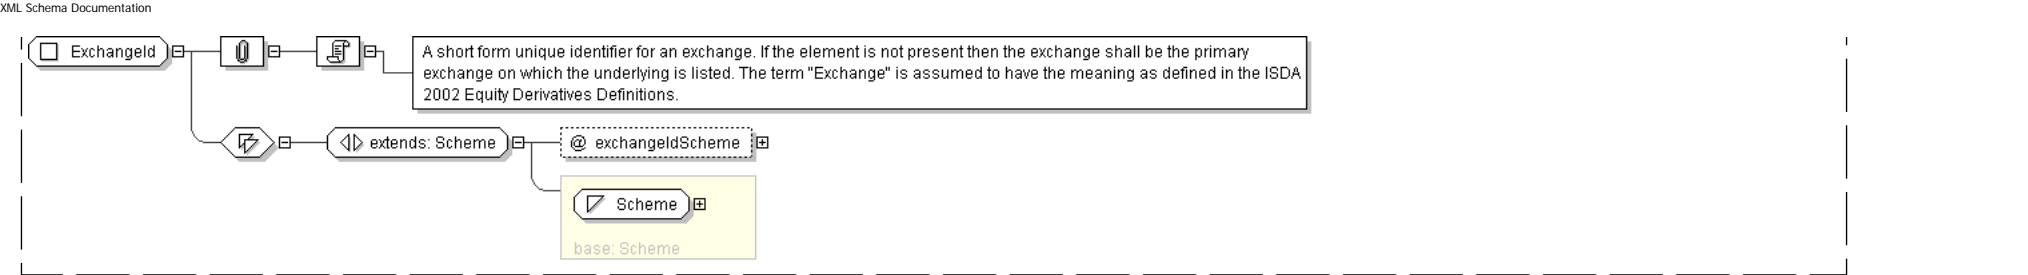 XML Schema Documentation
ExchangeId
A short form unique identifier for an exchange. If the element is not present then the exchange shall be the primary
exchange on which the underlying is listed. The term "Exchange" is assumed to have the meaning as defined in the ISDA
2002 Equity Derivatives Definitions.
extends: Scheme
@ exchangeIdScheme
Scheme
base: Scheme